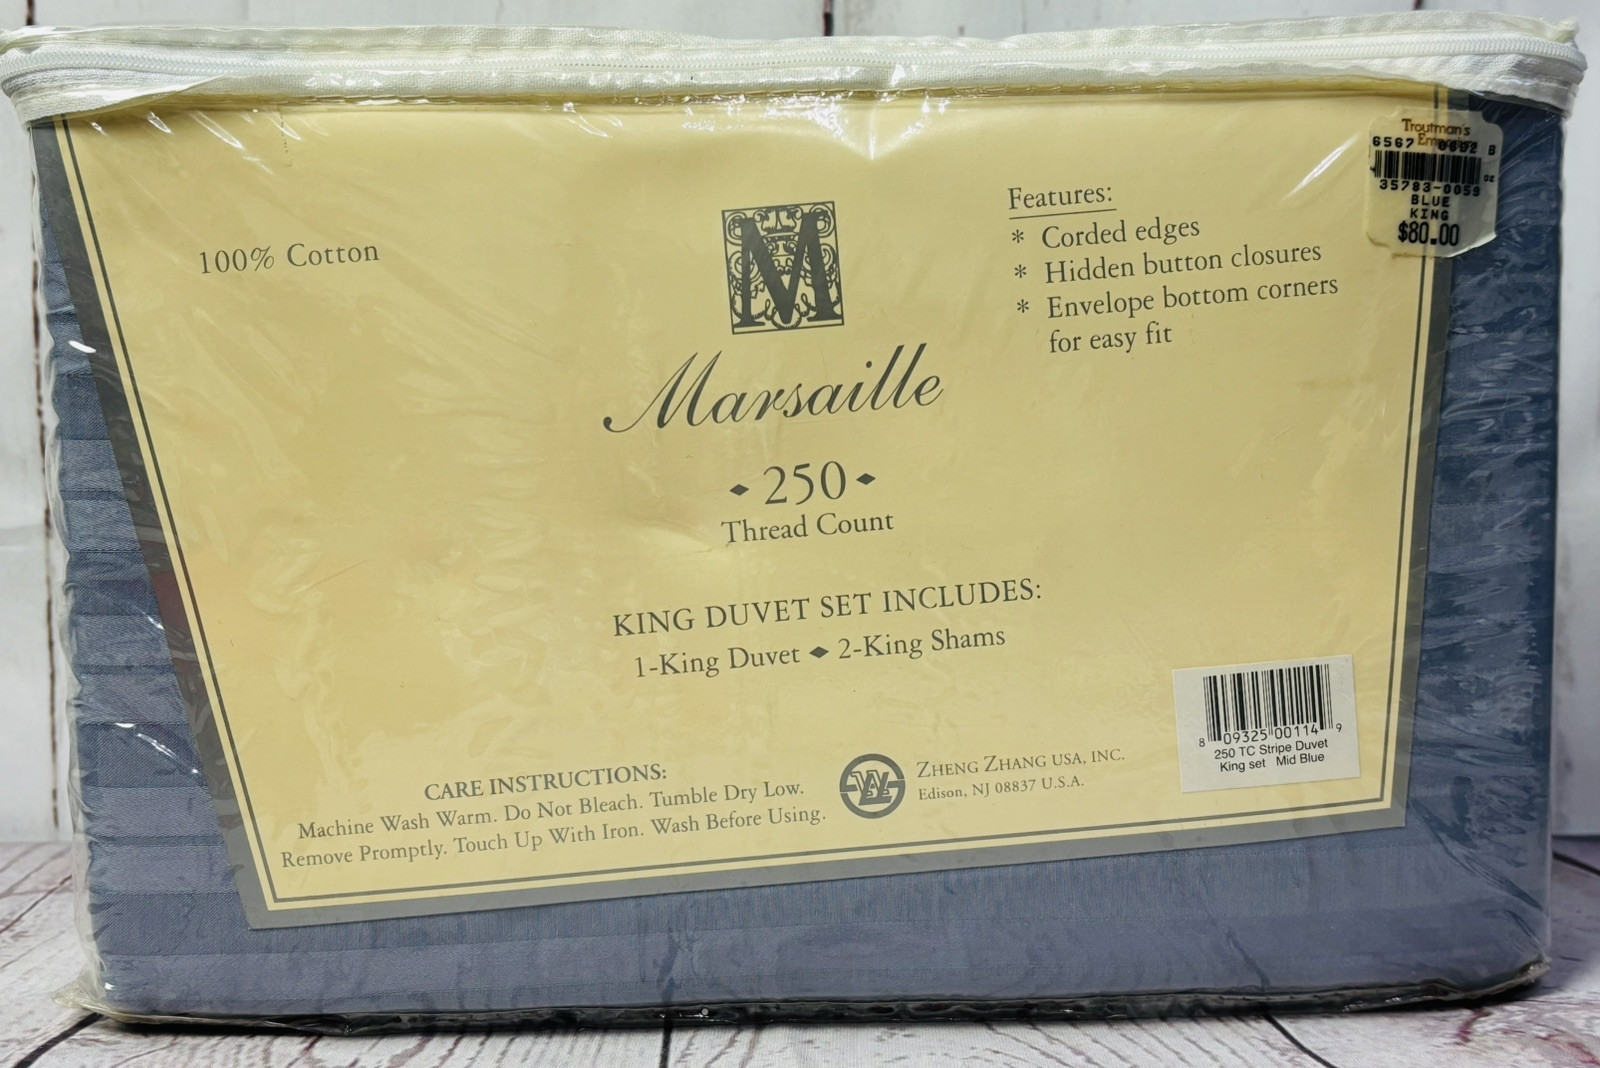 Troutman's
Emporium
6567 0602 B
35783-0059
BLUE
KING
$80.00
100% Cotton
M
Features:
* Corded edges
* Hidden button closures
* Envelope bottom corners
for easy fit
Marsaille
250
Thread Count
KING DUVET SET INCLUDES:
1-King Duvet ♦ 2-King Shams
CARE INSTRUCTIONS:
Machine Wash Warm. Do Not Bleach. Tumble Dry Low.
Remove Promptly. Touch Up With Iron. Wash Before Using.
ZHENG ZHANG USA, INC.
Edison, NJ 08837 U.S.A.
8 09325 00114 9
250 TC Stripe Duvet
King set Mid Blue